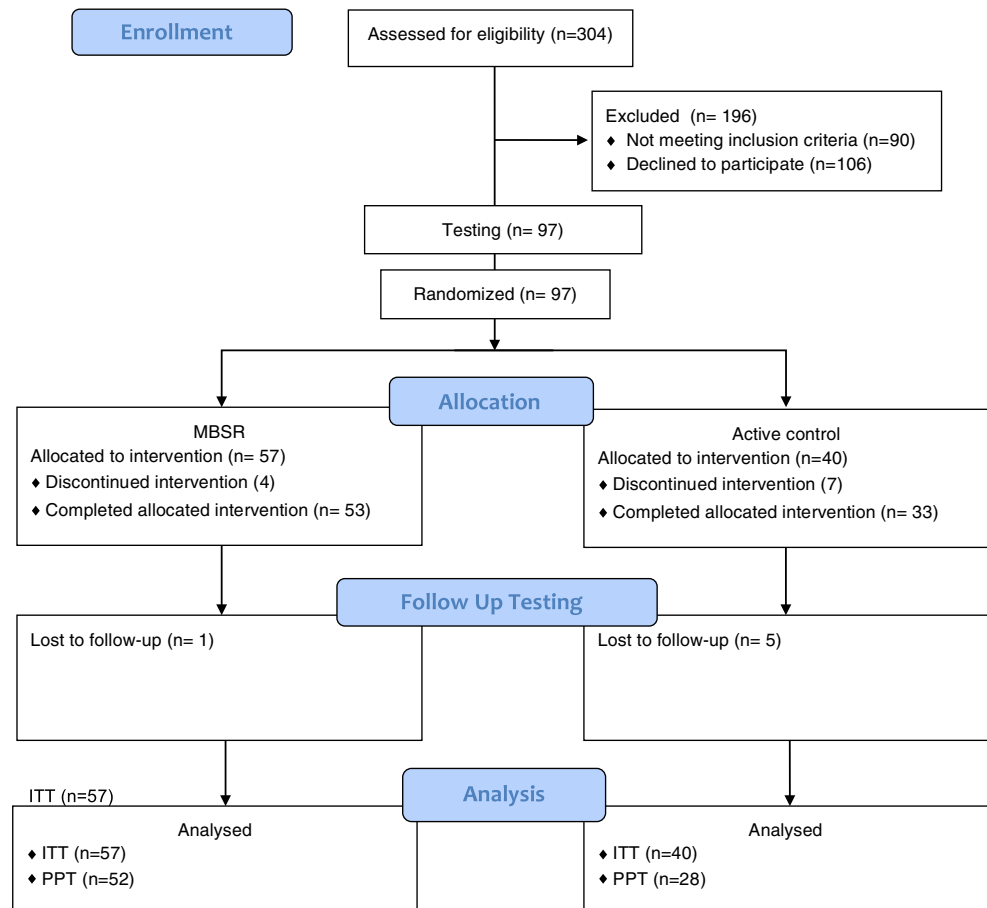 Enrollment
Assessed for eligibility (n=304)
Excluded (n= 196)
♦ Not meeting inclusion criteria (n=90)
♦ Declined to participate (n=106)
Testing (n= 97)
Randomized (n= 97)
Allocation
MBSR
Allocated to intervention (n= 57)
♦ Discontinued intervention (4)
♦ Completed allocated intervention (n= 53)
Active control
Allocated to intervention (n=40)
♦ Discontinued intervention (7)
♦ Completed allocated intervention (n= 33)
Follow Up Testing
Lost to follow-up (n= 1)
Lost to follow-up (n= 5)
Analysis
ITT (n=57)
Analysed
♦ ITT (n=57)
♦ PPT (n=52)
Analysed
♦ ITT (n=40)
♦ PPT (n=28)